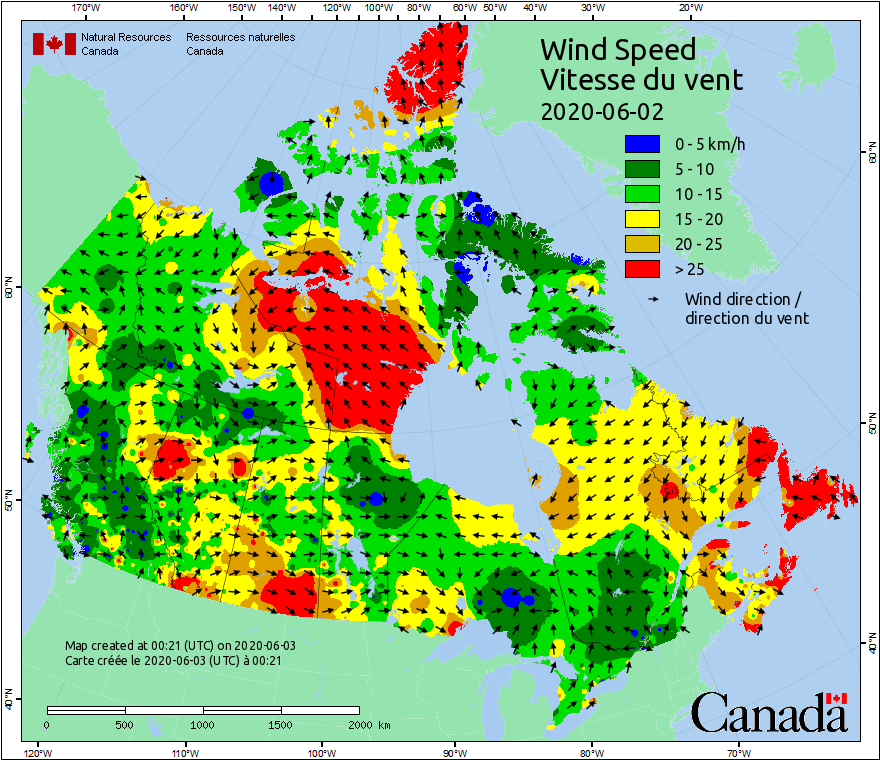 170°W 160°W 150°W 140°W 120°W 100°W 80°W 60°W 50°W 40°W 30°W 20°W
Natural Resources Ressources naturelles
Canada Canada
Wind Speed
Vitesse du vent
2020-06-02
0 - 5 km/h
5 - 10
10 - 15
15 - 20
20 - 25
> 25
Wind direction /
direction du vent
60°N
60°N
50°N
50°N
40°N
40°N
Map created at 00:21 (UTC) on 2020-06-03
Carte créée le 2020-06-03 (UTC) à 00:21
0 500 1000 1500 2000 km
Canada
120°W 110°W 100°W 90°W 80°W 70°W